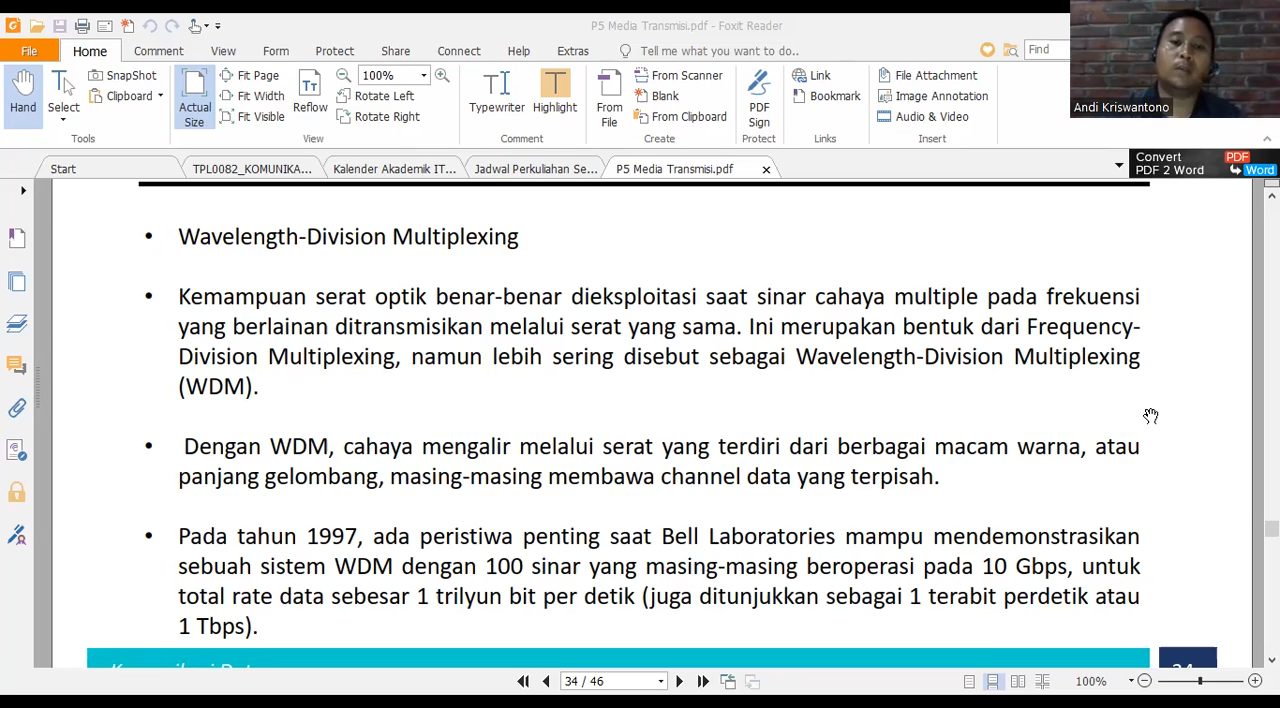 P5 Media Transmisi.pdf - Foxit Reader
File Home Comment View Form Protect Share Connect Help Extras Tell me what you want to do.. Find
Hand
Select
SnapShot
Clipboard
Tools
Actual
Size
Fit Page
Fit Width
Fit Visible
Reflow
100%
Rotate Left
Rotate Right
View
Typewriter
Highlight
Comment
From
File
From Scanner
Blank
From Clipboard
Create
PDF
Sign
Protect
Link
Bookmark
Links
File Attachment
Image Annotation
Audio & Video
Insert
Andi Kriswantono
Start TPL0082_KOMUNIKA... Kalender Akademik IT... Jadwal Perkuliahan Se... P5 Media Transmisi.pdf
Convert PDF
PDF 2 Word Word
• Wavelength-Division Multiplexing
• Kemampuan serat optik benar-benar dieksploitasi saat sinar cahaya multiple pada frekuensi
yang berlainan ditransmisikan melalui serat yang sama. Ini merupakan bentuk dari Frequency-
Division Multiplexing, namun lebih sering disebut sebagai Wavelength-Division Multiplexing
(WDM).
• Dengan WDM, cahaya mengalir melalui serat yang terdiri dari berbagai macam warna, atau
panjang gelombang, masing-masing membawa channel data yang terpisah.
• Pada tahun 1997, ada peristiwa penting saat Bell Laboratories mampu mendemonstrasikan
sebuah sistem WDM dengan 100 sinar yang masing-masing beroperasi pada 10 Gbps, untuk
total rate data sebesar 1 trilyun bit per detik (juga ditunjukkan sebagai 1 terabit perdetik atau
1 Tbps).
34 / 46
100%